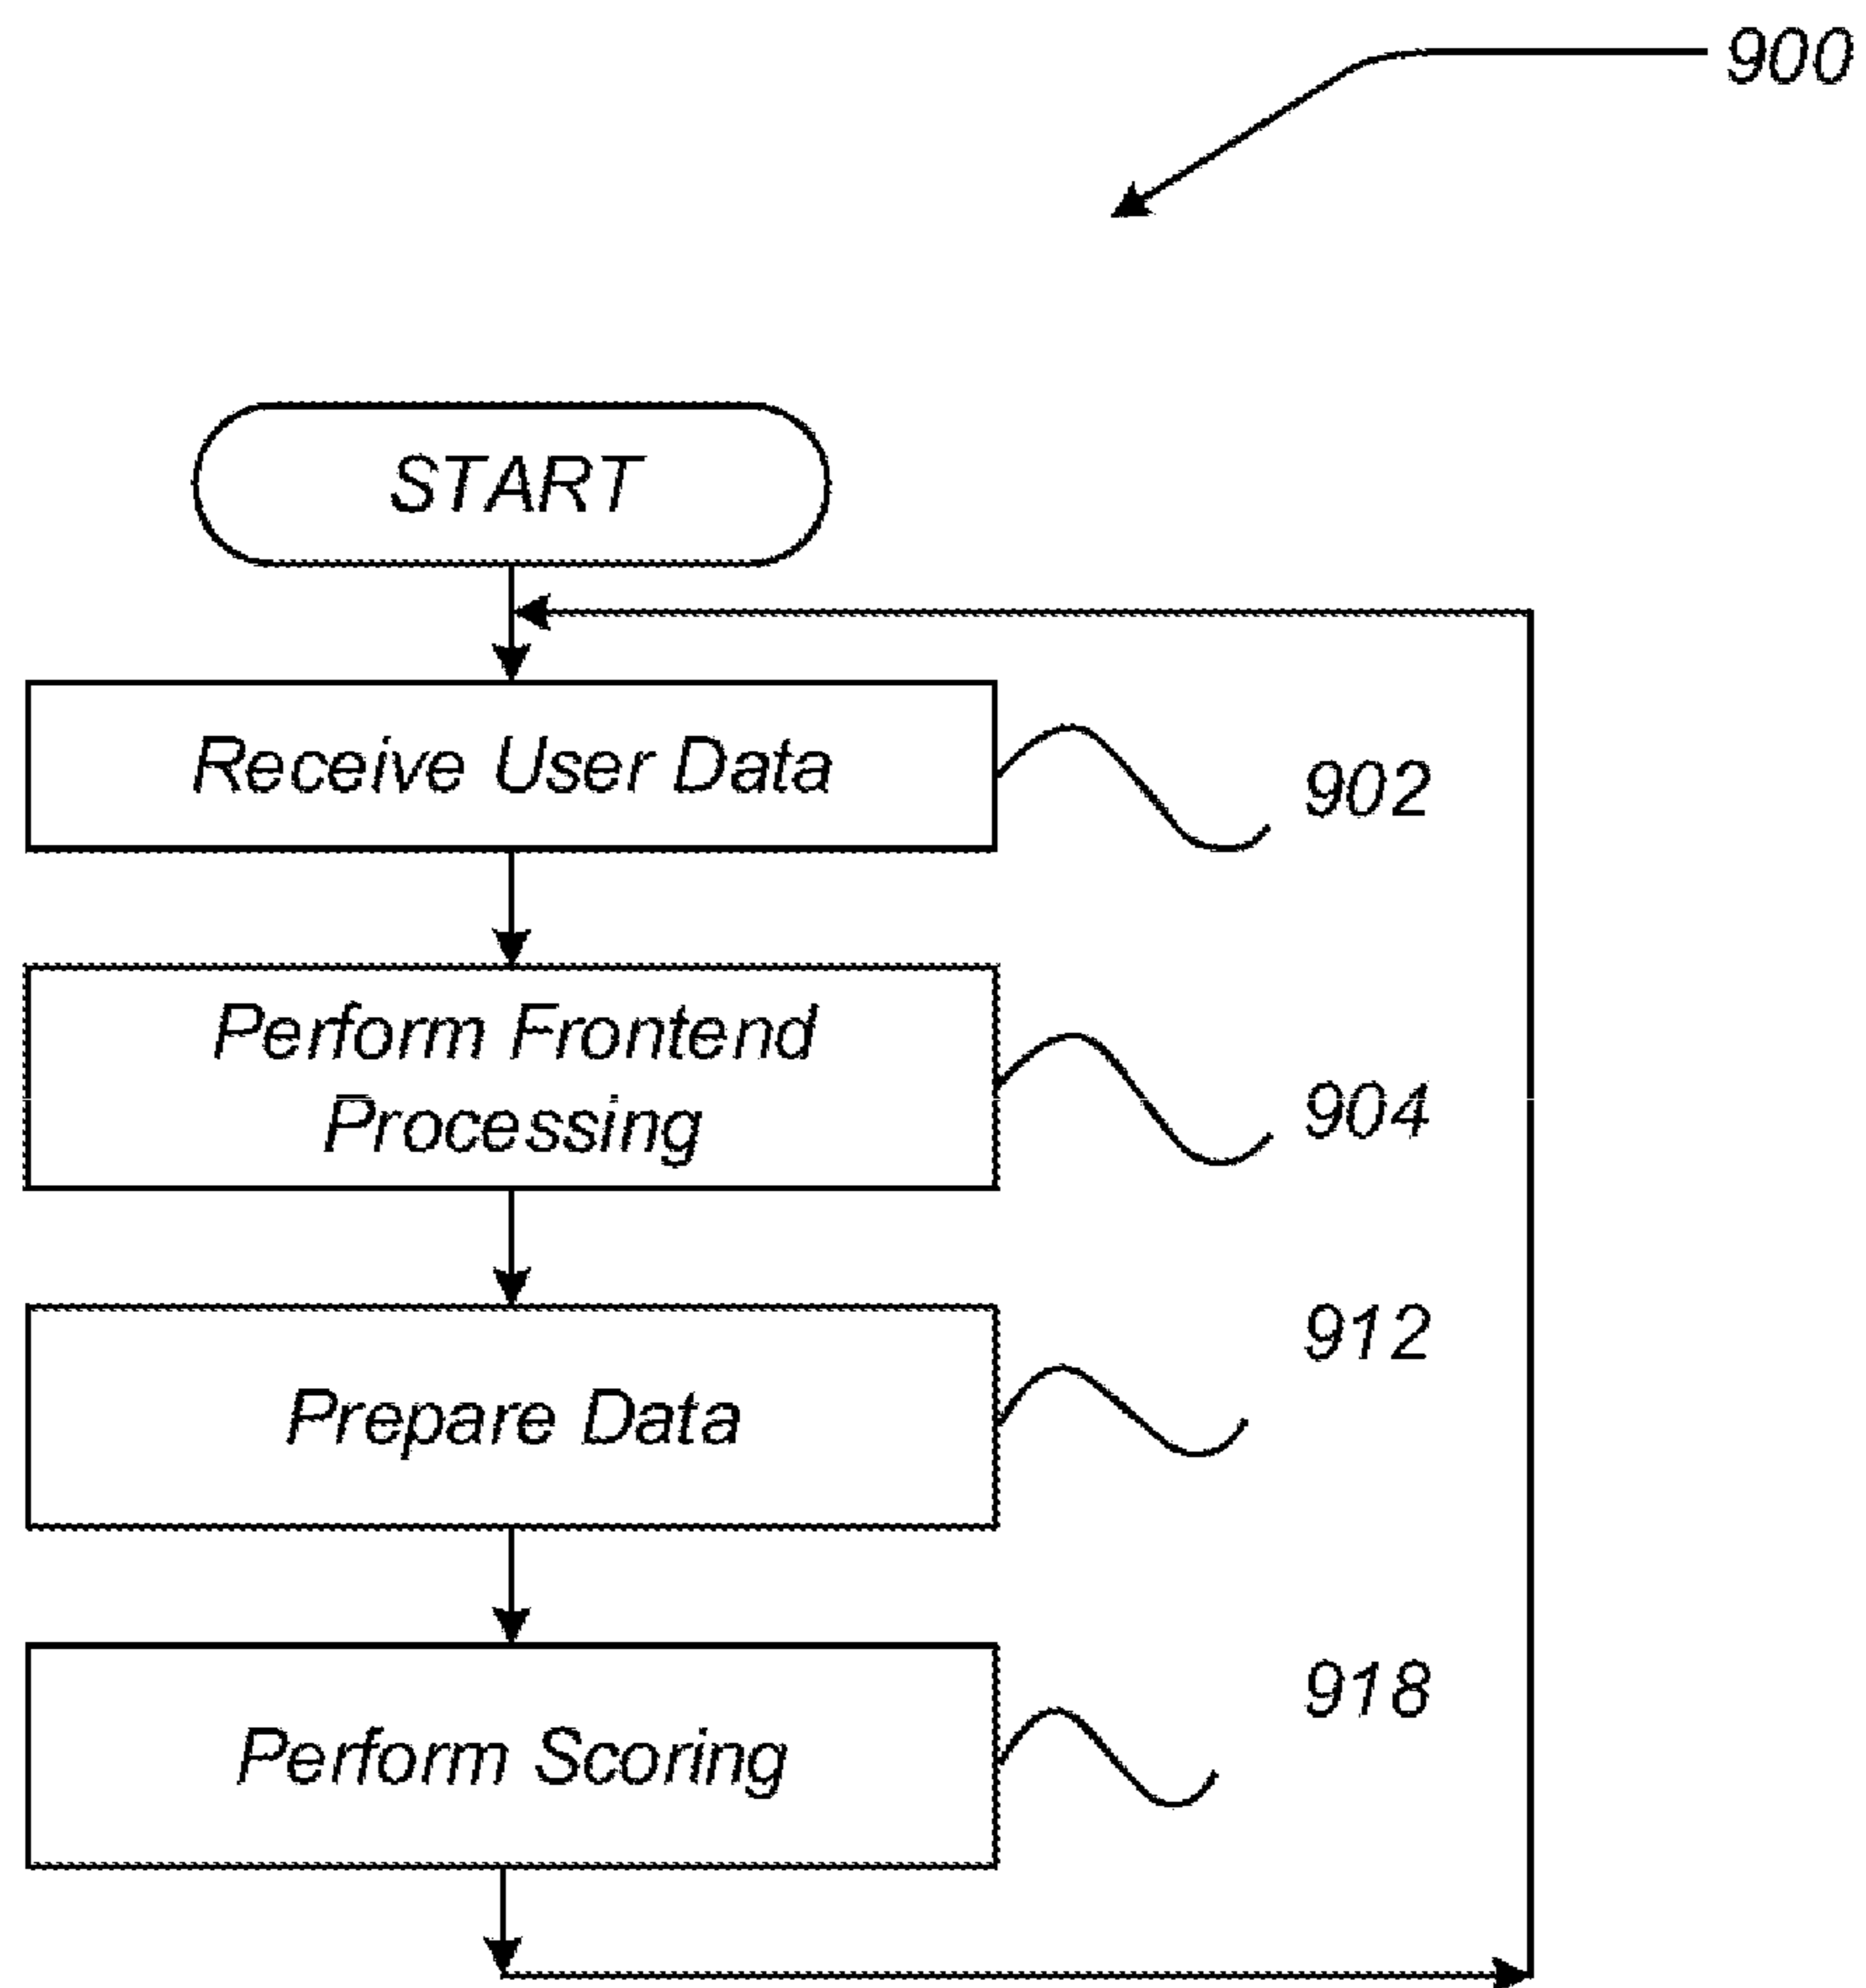 900
START
Receive User Data
902
Perform Frontend
Processing
904
912
Prepare Data
918
Perform Scoring